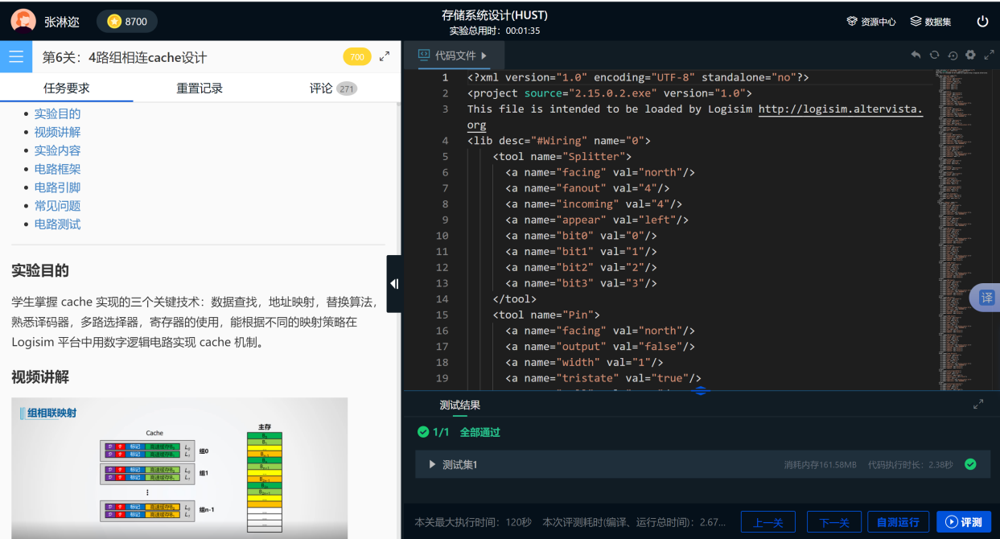 张淋迩
8700
存储系统设计(HUST)
实验总用时：00:01:35
资源中心
数据集
第6关：4路组相连cache设计
700
任务要求
重置记录
评论 271
实验目的
视频讲解
实验内容
电路框架
电路引脚
常见问题
电路测试
实验目的
学生掌握 cache 实现的三个关键技术：数据查找，地址映射，替换算法，
熟悉译码器，多路选择器，寄存器的使用，能根据不同的映射策略在
Logisim 平台中用数字逻辑电路实现 cache 机制。
视频讲解
组相联映射
Cache
主存
标记
标记
组0
标记
标记
组1
标记
标记
组n-1
代码文件
1 <?xml version="1.0" encoding="UTF-8" standalone="no"?>
2 <project source="2.15.0.2.exe" version="1.0">
3 This file is intended to be loaded by Logisim http://logisim.altervista.
org
4 <lib desc="#Wiring" name="0">
5 <tool name="Splitter">
6 <a name="facing" val="north"/>
7 <a name="fanout" val="4"/>
8 <a name="incoming" val="4"/>
9 <a name="appear" val="left"/>
10 <a name="bit0" val="0"/>
11 <a name="bit1" val="1"/>
12 <a name="bit2" val="2"/>
13 <a name="bit3" val="3"/>
14 </tool>
15 <tool name="Pin">
16 <a name="facing" val="north"/>
17 <a name="output" val="false"/>
18 <a name="width" val="1"/>
19 <a name="tristate" val="true"/>
译
测试结果
1/1 全部通过
测试集1
消耗内存161.58MB 代码执行时长：2.38秒
本关最大执行时间：120秒 本次评测耗时(编译、运行总时间)：2.67...
上一关
下一关
自测运行
评测